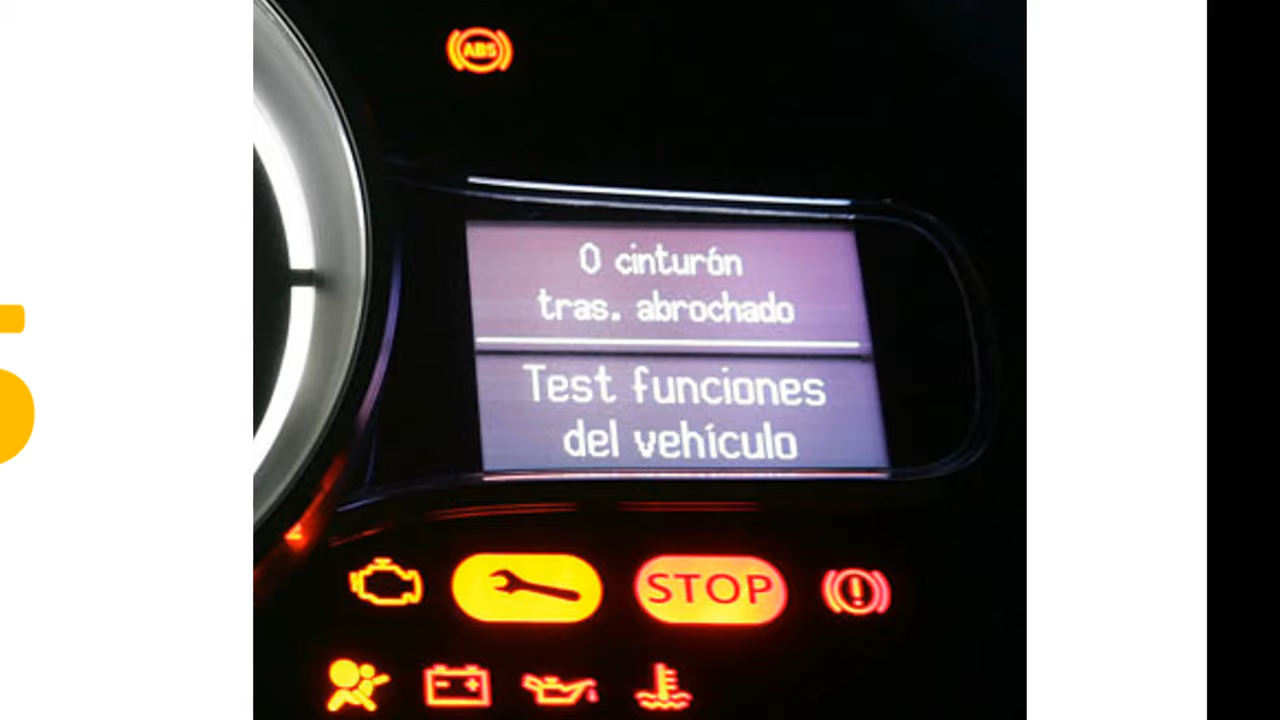 ABS
0 cinturón
tras. abrochado
Test funciones
del vehículo
STOP